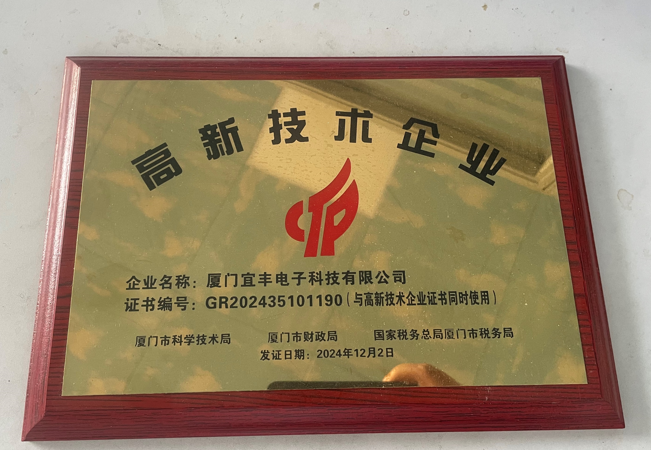 高新技术企业
企业名称：厦门宜丰电子科技有限公司
证书编号：GR202435101190（与高新技术企业证书同时使用）
厦门市科学技术局 厦门市财政局 国家税务总局厦门市税务局
发证日期：2024年12月2日